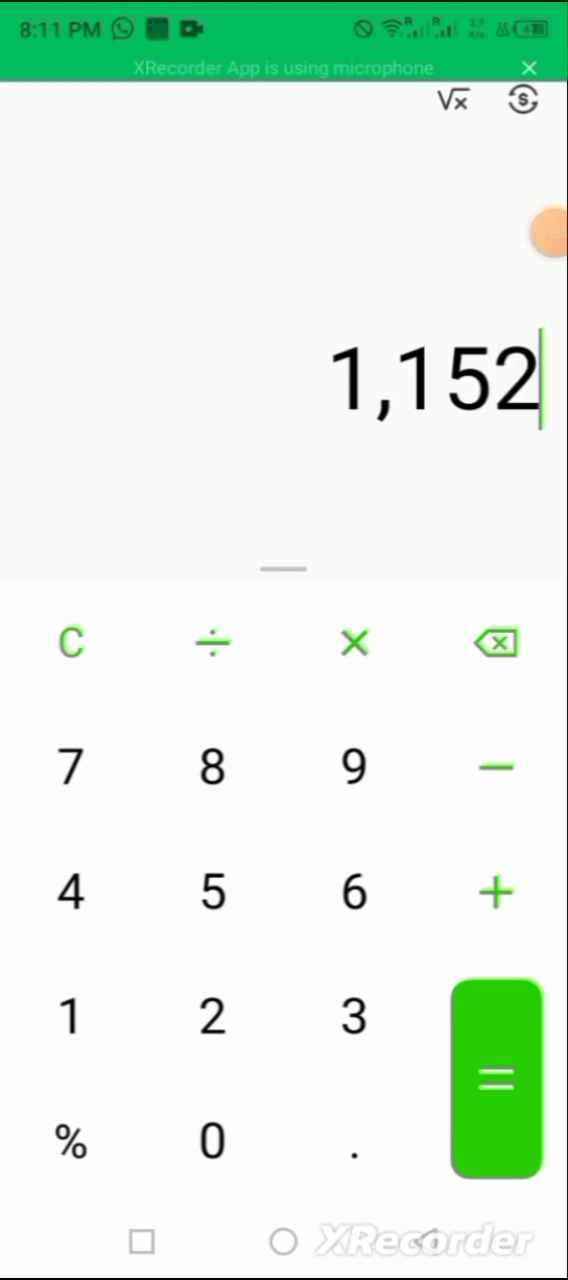 8:11 PM
XRecorder App is using microphone ×
√x
1,152
C ÷ ×
7 8 9 −
4 5 6 +
1 2 3
=
% 0 .
XRecorder